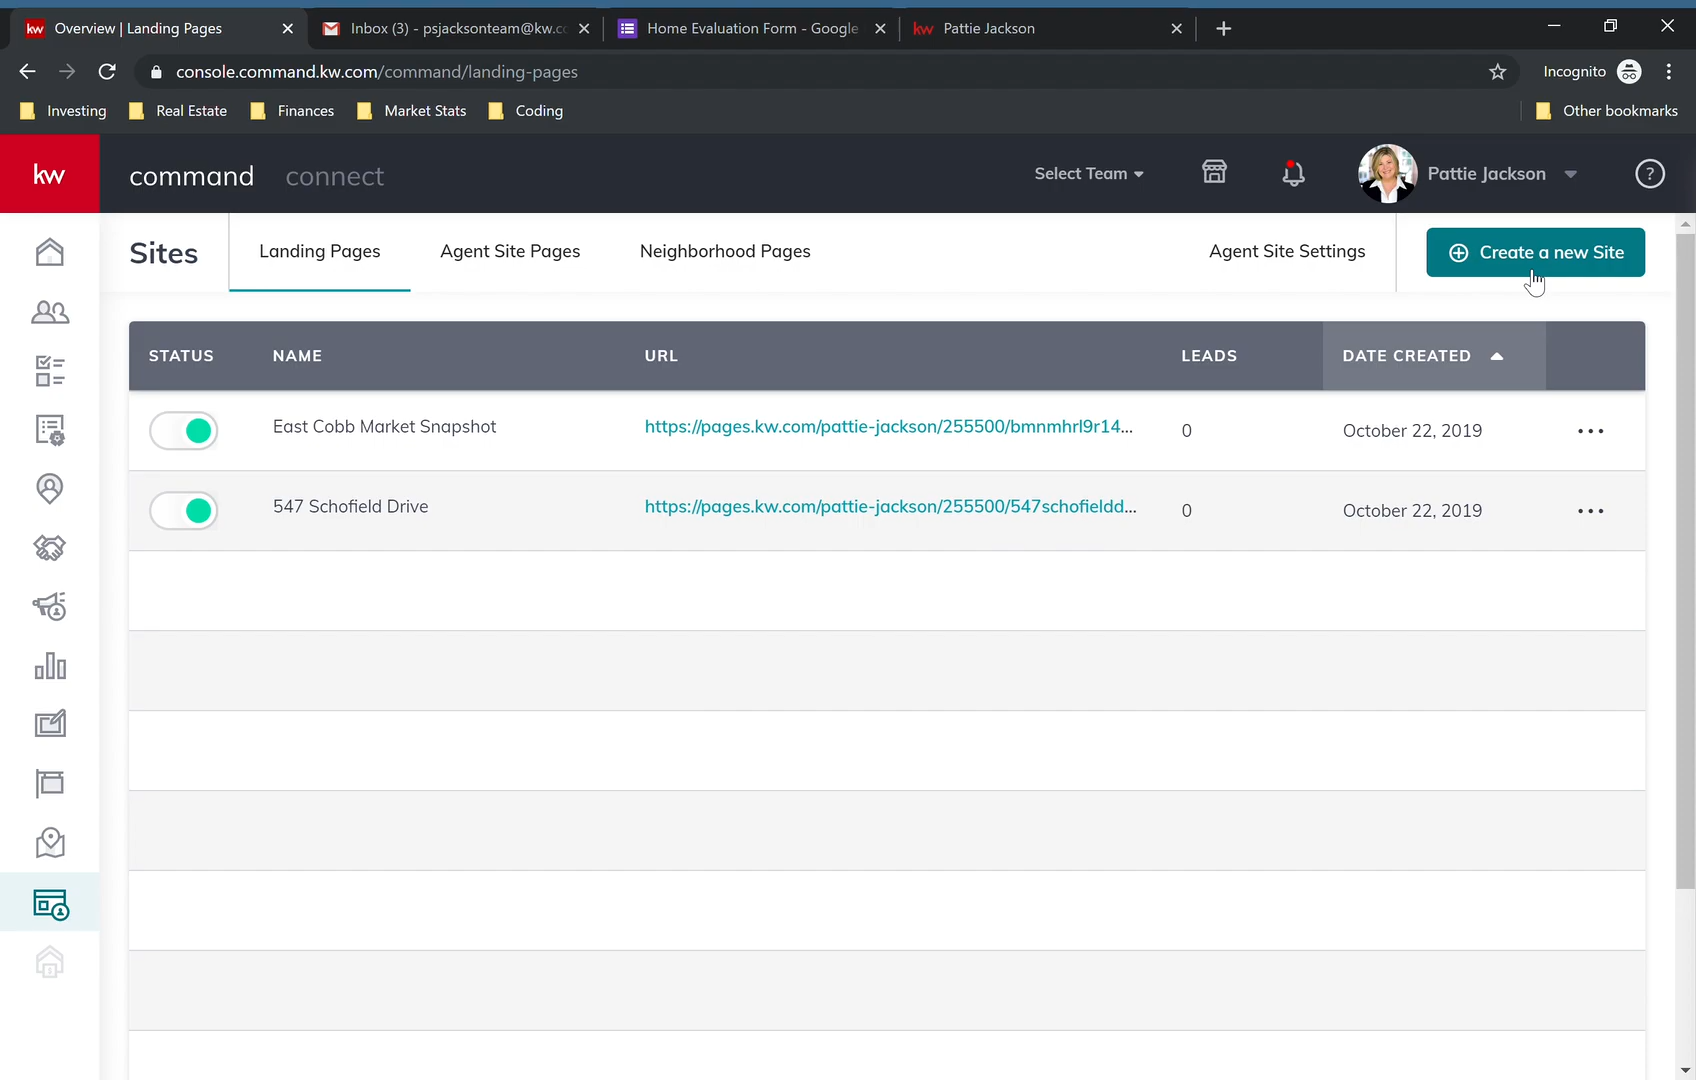 kw Overview | Landing Pages
Inbox (3) - psjacksonteam@kw.cc
Home Evaluation Form - Google
kw Pattie Jackson
console.command.kw.com/command/landing-pages
Incognito
Investing
Real Estate
Finances
Market Stats
Coding
Other bookmarks
kw
command
connect
Select Team
Pattie Jackson
?
Sites
Landing Pages
Agent Site Pages
Neighborhood Pages
Agent Site Settings
Create a new Site
STATUS NAME URL LEADS DATE CREATED
East Cobb Market Snapshot https://pages.kw.com/pattie-jackson/255500/bmnmhrl9r14... 0 October 22, 2019
547 Schofield Drive https://pages.kw.com/pattie-jackson/255500/547schofieldd... 0 October 22, 2019